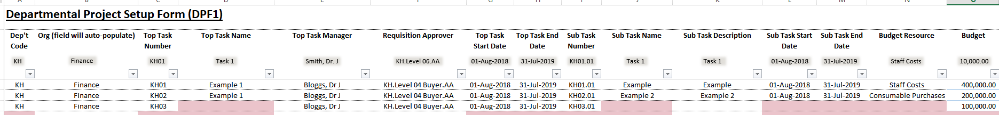 Departmental Project Setup Form (DPF1)
Dep't Code Org (field will auto-populate) Top Task Number Top Task Name Top Task Manager Requisition Approver Top Task Start Date Top Task End Date Sub Task Number Sub Task Name Sub Task Description Sub Task Start Date Sub Task End Date Budget Resource Budget
KH Finance KH01 Task 1 Smith, Dr. J KH.Level 06.AA 01-Aug-2018 31-Jul-2019 KH01.01 Task 1 Task 1 01-Aug-2018 31-Jul-2019 Staff Costs 10,000.00
KH Finance KH01 Example 1 Bloggs, Dr J KH.Level 04 Buyer.AA 01-Aug-2018 31-Jul-2019 KH01.01 Example Example 01-Aug-2018 31-Jul-2019 Staff Costs 400,000.00
KH Finance KH02 Example 1 Bloggs, Dr J KH.Level 04 Buyer.AA 01-Aug-2018 31-Jul-2019 KH02.01 Example 2 Example 2 01-Aug-2018 31-Jul-2019 Consumable Purchases 200,000.00
KH Finance KH03 Bloggs, Dr J KH.Level 04 Buyer.AA 01-Aug-2018 31-Jul-2019 KH03.01 100,000.00